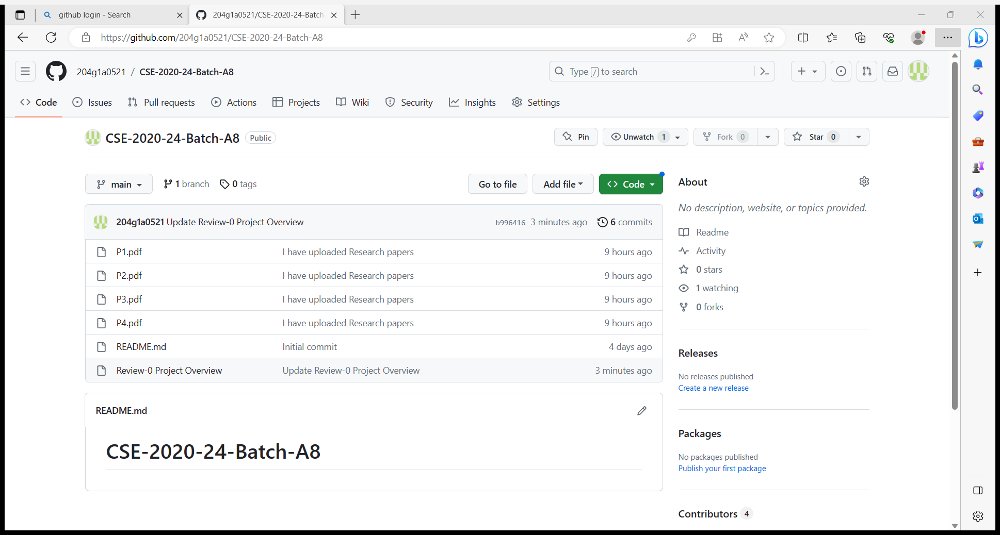 github login - Search
204g1a0521/CSE-2020-24-Batch-
https://github.com/204g1a0521/CSE-2020-24-Batch-A8
204g1a0521 / CSE-2020-24-Batch-A8
Type / to search
Code Issues Pull requests Actions Projects Wiki Security Insights Settings
CSE-2020-24-Batch-A8 Public
Pin Unwatch 1 Fork 0 Star 0
main 1 branch 0 tags Go to file Add file Code
204g1a0521 Update Review-0 Project Overview b996416 3 minutes ago 6 commits
P1.pdf I have uploaded Research papers 9 hours ago
P2.pdf I have uploaded Research papers 9 hours ago
P3.pdf I have uploaded Research papers 9 hours ago
P4.pdf I have uploaded Research papers 9 hours ago
README.md Initial commit 4 days ago
Review-0 Project Overview Update Review-0 Project Overview 3 minutes ago
README.md
CSE-2020-24-Batch-A8
About
No description, website, or topics provided.
Readme
Activity
0 stars
1 watching
0 forks
Releases
No releases published
Create a new release
Packages
No packages published
Publish your first package
Contributors 4